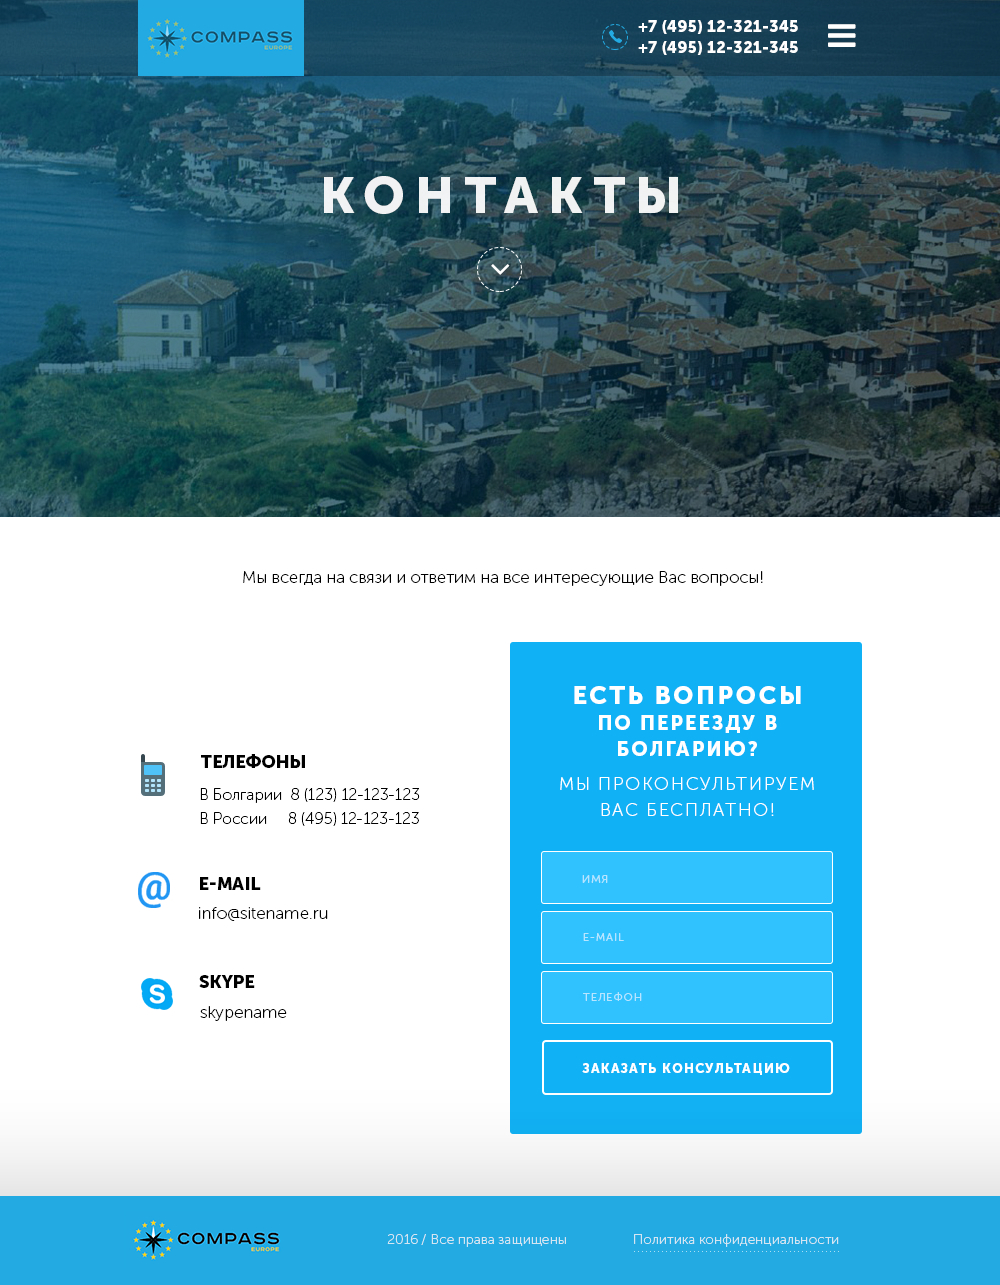 COMPASS
EUROPE
+7 (495) 12-321-345
+7 (495) 12-321-345
КОНТАКТЫ
Мы всегда на связи и ответим на все интересующие Вас вопросы!
ТЕЛЕФОНЫ
В Болгарии 8 (123) 12-123-123
В России 8 (495) 12-123-123
E-MAIL
info@sitename.ru
SKYPE
skypename
ЕСТЬ ВОПРОСЫ
ПО ПЕРЕЕЗДУ В
БОЛГАРИЮ?
МЫ ПРОКОНСУЛЬТИРУЕМ
ВАС БЕСПЛАТНО!
ИМЯ
E-MAIL
ТЕЛЕФОН
ЗАКАЗАТЬ КОНСУЛЬТАЦИЮ
COMPASS
EUROPE
2016 / Все права защищены
Политика конфиденциальности